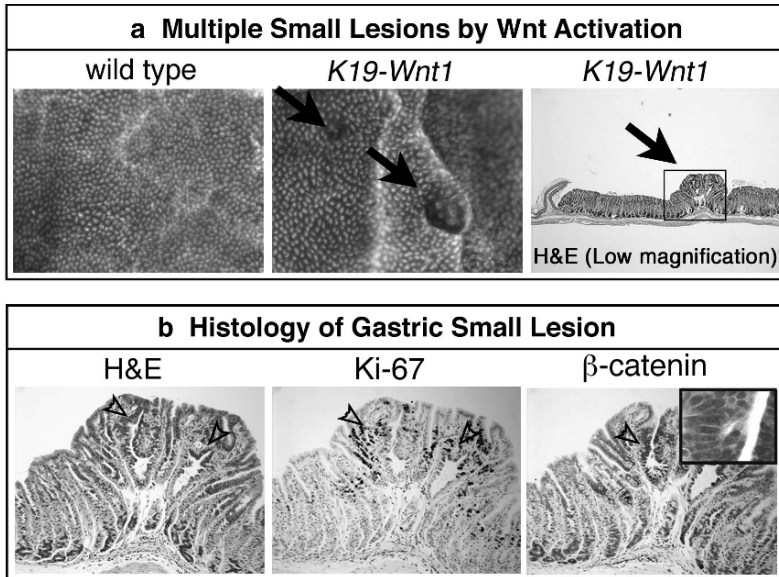 a Multiple Small Lesions by Wnt Activation
wild type
K19-Wnt1
K19-Wnt1
H&E (Low magnification)
b Histology of Gastric Small Lesion
H&E
Ki-67
β-catenin